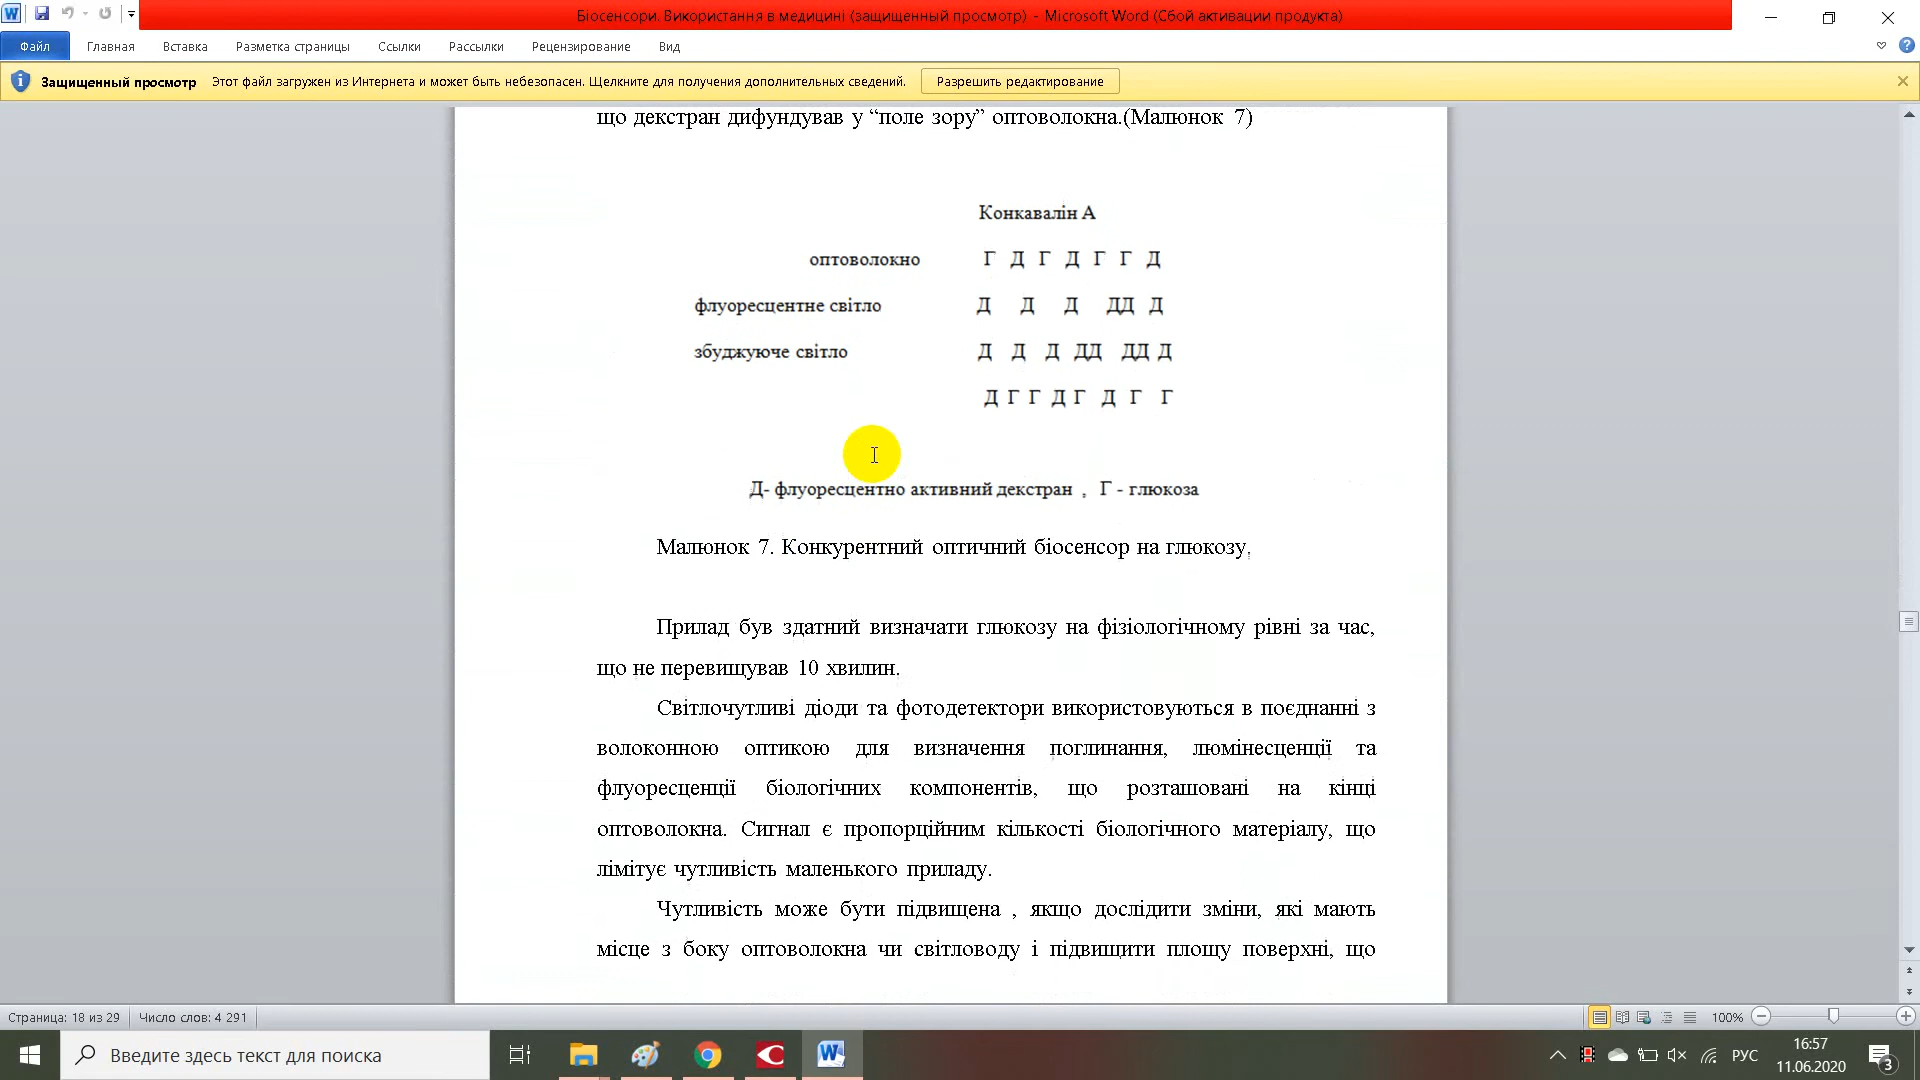 Біосенсори. Використання в медицині (защищенный просмотр) - Microsoft Word (Сбой активации продукта)
Файл Главная Вставка Разметка страницы Ссылки Рассылки Рецензирование Вид
Защищенный просмотр Этот файл загружен из Интернета и может быть небезопасен. Щелкните для получения дополнительных сведений. Разрешить редактирование
що декстран дифундував у “поле зору” оптоволокна.(Малюнок 7)
Конкавалін А
оптоволокно Г Д Г Д Г Г Д
флуоресцентне світло Д Д Д ДД Д
збуджуюче світло Д Д Д ДД ДД Д
Д Г Г Д Г Д Г Г
Д- флуоресцентно активний декстран , Г - глюкоза
Малюнок 7. Конкурентний оптичний біосенсор на глюкозу,
Прилад був здатний визначати глюкозу на фізіологічному рівні за час,
що не перевищував 10 хвилин.
Світлочутливі діоди та фотодетектори використовуються в поєднанні з
волоконною оптикою для визначення поглинання, люмінесценції та
флуоресценції біологічних компонентів, що розташовані на кінці
оптоволокна. Сигнал є пропорційним кількості біологічного матеріалу, що
лімітує чутливість маленького приладу.
Чутливість може бути підвищена , якщо дослідити зміни, які мають
місце з боку оптоволокна чи світловоду і підвищити площу поверхні, що
Страница: 18 из 29 Число слов: 4 291 100%
Введите здесь текст для поиска РУС 16:57
11.06.2020 3